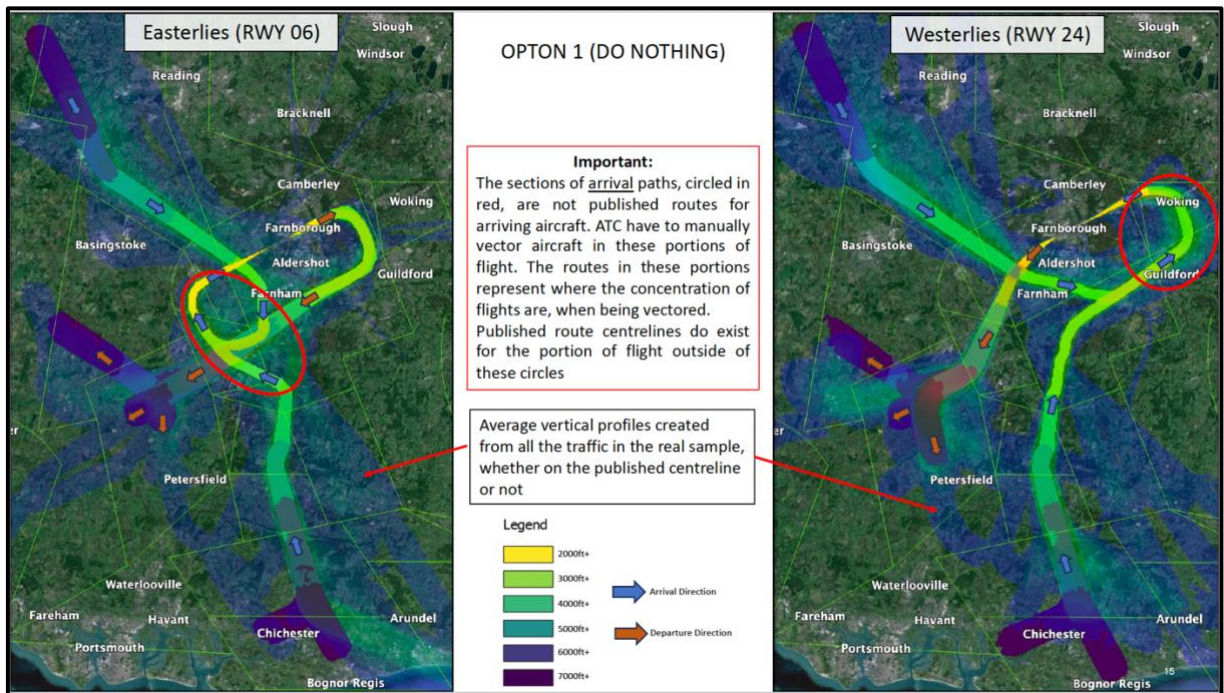 Easterlies (RWY 06)
Slough
Windsor
Reading
Bracknell
Camberley
Woking
Farnborough
Basingstoke
Aldershot
Guildford
Farnham
Petersfield
Waterlooville
Fareham
Havant
Arundel
Chichester
Portsmouth
Bognor Regis
OPTON 1 (DO NOTHING)
Important:
The sections of arrival paths, circled in
red, are not published routes for
arriving aircraft. ATC have to manually
vector aircraft in these portions of
flight. The routes in these portions
represent where the concentration of
flights are, when being vectored.
Published route centrelines do exist
for the portion of flight outside of
these circles
Average vertical profiles created
from all the traffic in the real sample,
whether on the published centreline
or not
Legend
2000ft+
3000ft+
4000ft+
5000ft+
6000ft+
7000ft+
Arrival Direction
Departure Direction
Westerlies (RWY 24)
Slough
Windsor
Reading
Bracknell
Camberley
Woking
Farnborough
Basingstoke
Aldershot
Guildford
Farnham
Petersfield
Waterlooville
Fareham
Havant
Arundel
Chichester
Portsmouth
15
Bognor Regis